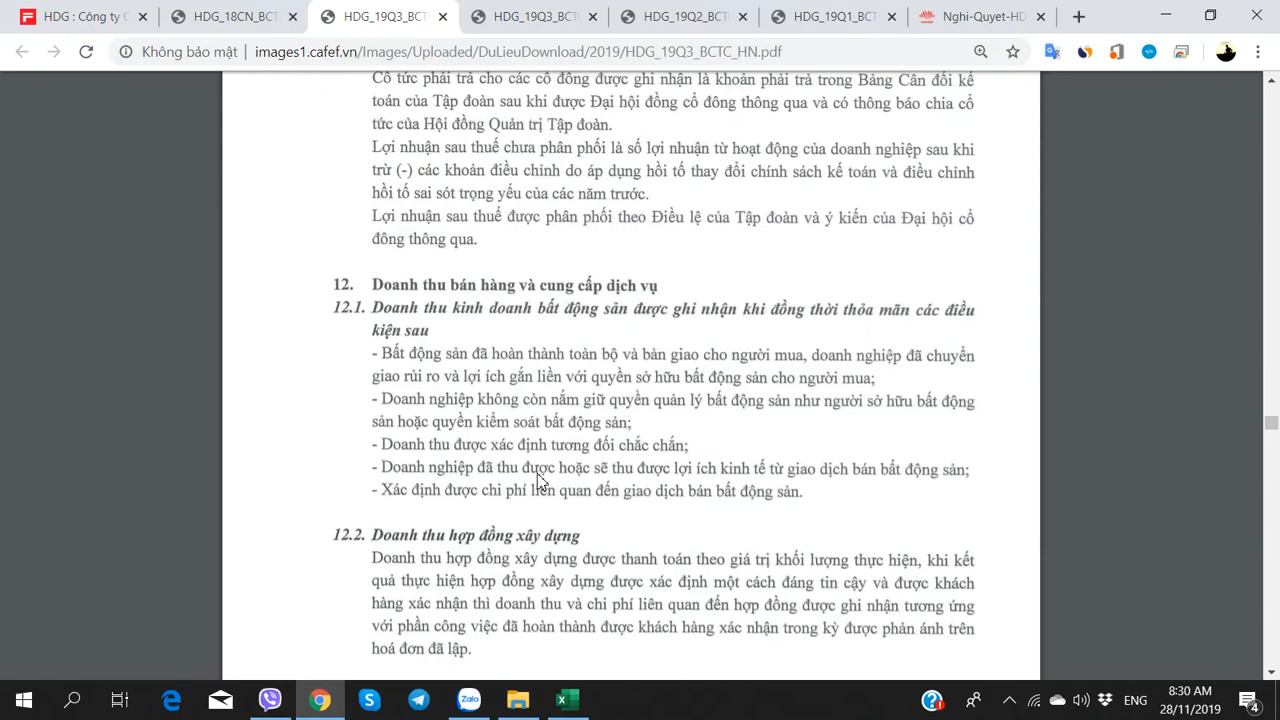 HDG : Công ty C
HDG_18CN_BCT
HDG_19Q3_BCTC
HDG_19Q3_BCTC
HDG_19Q2_BCT
HDG_19Q1_BCTC
Nghi-Quyet-HD
Không bảo mật
images1.cafef.vn/Images/Uploaded/DuLieuDownload/2019/HDG_19Q3_BCTC_HN.pdf
Cổ tức phải trả cho các cổ đông được ghi nhận là khoản phải trả trong Bảng Cân đối kế
toán của Tập đoàn sau khi được Đại hội đồng cổ đông thông qua và có thông báo chia cổ
tức của Hội đồng Quản trị Tập đoàn.
Lợi nhuận sau thuế chưa phân phối là số lợi nhuận từ hoạt động của doanh nghiệp sau khi
trừ (-) các khoản điều chỉnh do áp dụng hồi tố thay đổi chính sách kế toán và điều chỉnh
hồi tố sai sót trọng yếu của các năm trước.
Lợi nhuận sau thuế được phân phối theo Điều lệ của Tập đoàn và ý kiến của Đại hội cổ
đông thông qua.
12. Doanh thu bán hàng và cung cấp dịch vụ
12.1. Doanh thu kinh doanh bất động sản được ghi nhận khi đồng thời thỏa mãn các điều
kiện sau
- Bất động sản đã hoàn thành toàn bộ và bàn giao cho người mua, doanh nghiệp đã chuyển
giao rủi ro và lợi ích gắn liền với quyền sở hữu bất động sản cho người mua;
- Doanh nghiệp không còn nắm giữ quyền quản lý bất động sản như người sở hữu bất động
sản hoặc quyền kiểm soát bất động sản;
- Doanh thu được xác định tương đối chắc chắn;
- Doanh nghiệp đã thu được hoặc sẽ thu được lợi ích kinh tế từ giao dịch bán bất động sản;
- Xác định được chi phí liên quan đến giao dịch bán bất động sản.
12.2. Doanh thu hợp đồng xây dựng
Doanh thu hợp đồng xây dựng được thanh toán theo giá trị khối lượng thực hiện, khi kết
quả thực hiện hợp đồng xây dựng được xác định một cách đáng tin cậy và được khách
hàng xác nhận thì doanh thu và chi phí liên quan đến hợp đồng được ghi nhận tương ứng
với phần công việc đã hoàn thành được khách hàng xác nhận trong kỳ được phản ánh trên
hoá đơn đã lập.
Zalo
ENG
8:30 AM
28/11/2019
4